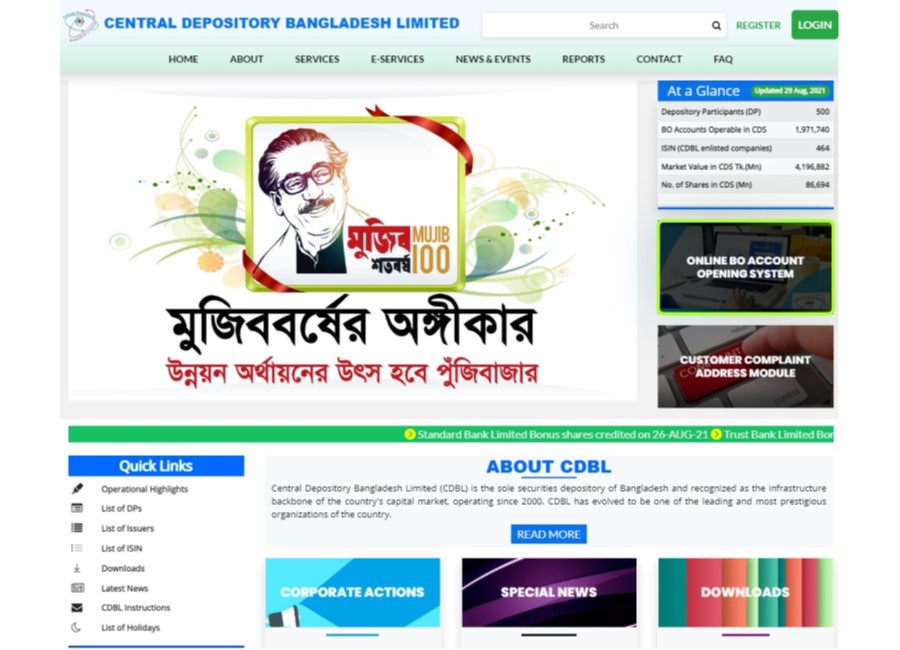 CENTRAL DEPOSITORY BANGLADESH LIMITED
Search
REGISTER
LOGIN
HOME ABOUT SERVICES E-SERVICES NEWS & EVENTS REPORTS CONTACT FAQ
মুজিব
শতবর্ষ
MUJIB
100
মুজিববর্ষের অঙ্গীকার
উন্নয়ন অর্থায়নের উৎস হবে পুঁজিবাজার
At a Glance Updated 29 Aug, 2021
Depository Participants (DP) 500
BO Accounts Operable in CDS 1,971,740
ISIN (CDBL enlisted companies) 464
Market Value in CDS Tk.(Mn) 4,196,882
No. of Shares in CDS (Mn) 86,694
ONLINE BO ACCOUNT
OPENING SYSTEM
CUSTOMER COMPLAINT
ADDRESS MODULE
Standard Bank Limited Bonus shares credited on 26-AUG-21 Trust Bank Limited Bor
Quick Links
Operational Highlights
List of DPs
List of Issuers
List of ISIN
Downloads
Latest News
CDBL Instructions
List of Holidays
ABOUT CDBL
Central Depository Bangladesh Limited (CDBL) is the sole securities depository of Bangladesh and recognized as the infrastructure
backbone of the country's capital market, operating since 2000. CDBL has evolved to be one of the leading and most prestigious
organizations of the country.
READ MORE
CORPORATE ACTIONS
SPECIAL NEWS
DOWNLOADS